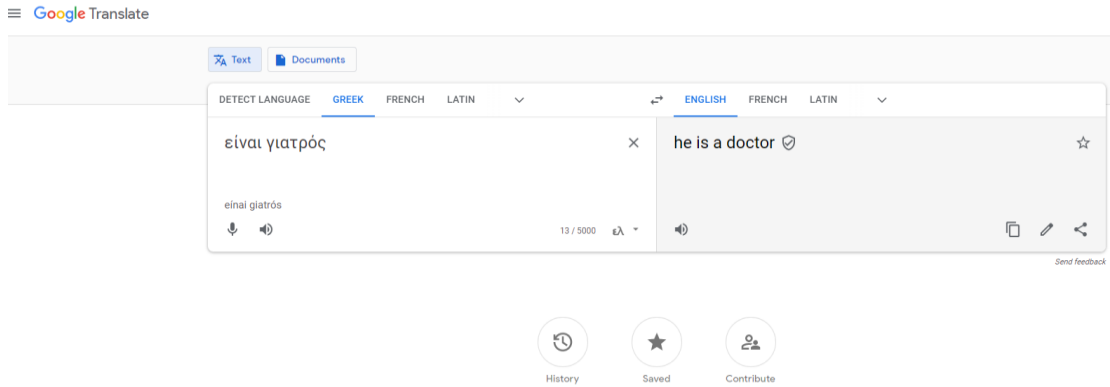 Google Translate
Text Documents
DETECT LANGUAGE GREEK FRENCH LATIN ENGLISH FRENCH LATIN
είναι γιατρός he is a doctor
eínai giatrós
13 / 5000 ελ
Send feedback
History Saved Contribute